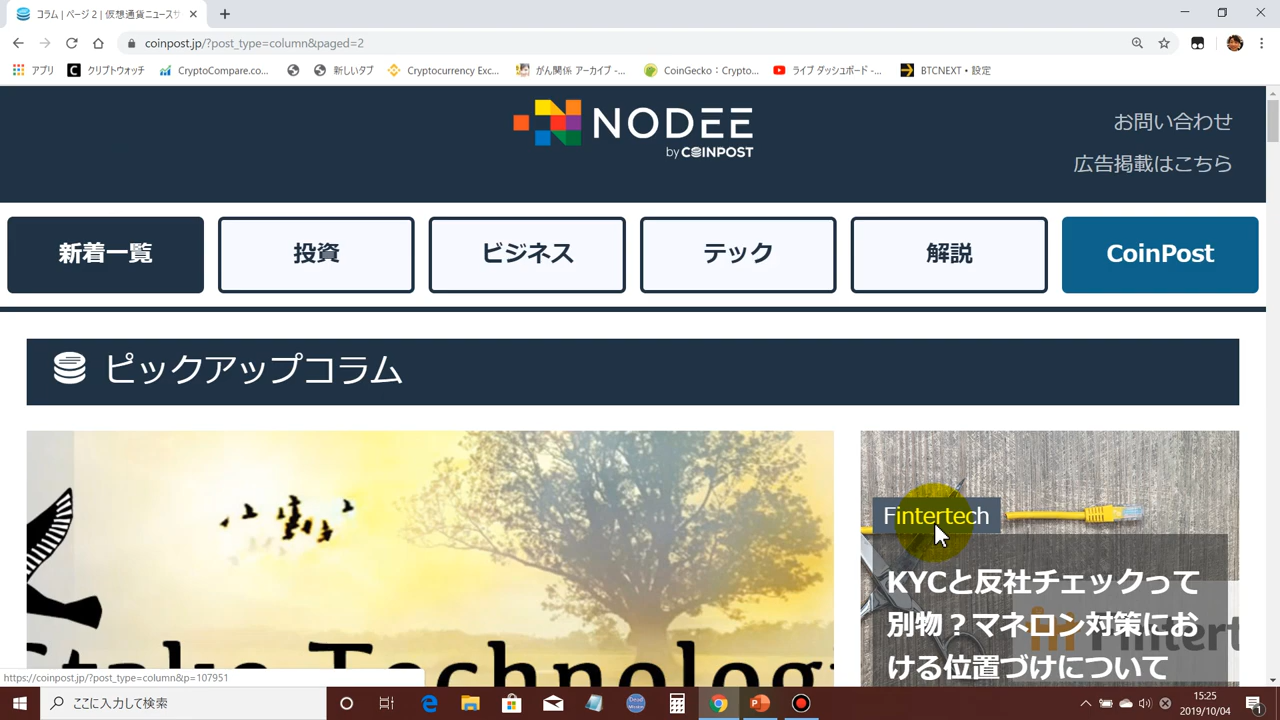 コラム | ページ 2 | 仮想通貨ニュースサ
coinpost.jp/?post_type=column&paged=2
アプリ
クリプトウォッチ
CryptoCompare.co...
新しいタブ
Cryptocurrency Exc...
がん関係 アーカイブ -...
CoinGecko：Crypto...
ライブ ダッシュボード -...
BTCNEXT・設定
NODEE
by COINPOST
お問い合わせ
広告掲載はこちら
新着一覧
投資
ビジネス
テック
解説
CoinPost
ピックアップコラム
Fintertech
KYCと反社チェックって
別物？マネロン対策にお
ける位置づけについて
Stake Technolog
https://coinpost.jp/?post_type=column&p=107951
ここに入力して検索
15:25
2019/10/04